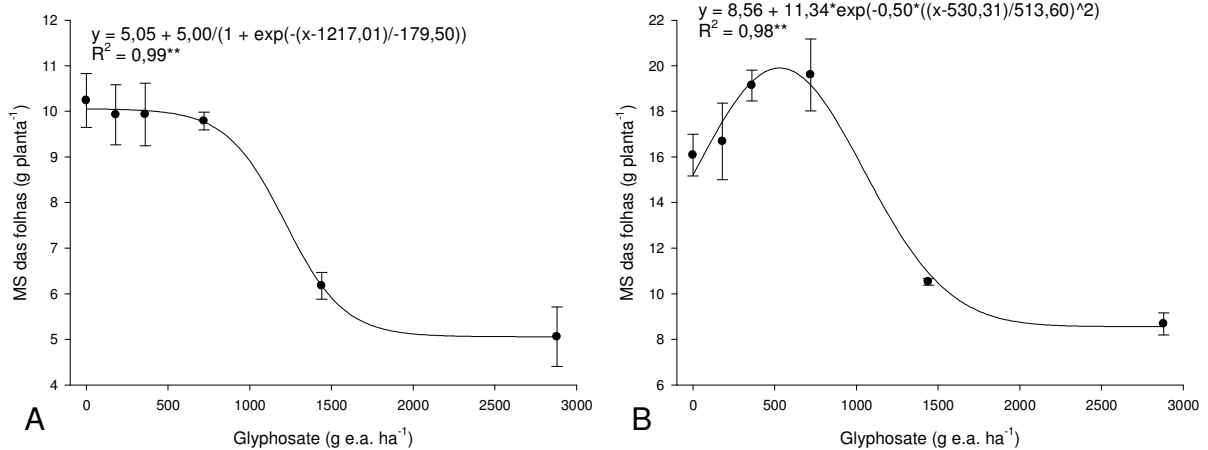 y = 5,05 + 5,00/(1 + exp(-(x-1217,01)/-179,50))
R² = 0,99**
12
11
10
9
8
7
6
5
4
MS das folhas (g planta⁻¹)
0 500 1000 1500 2000 2500 3000
Glyphosate (g e.a. ha⁻¹)
A
y = 8,56 + 11,34*exp(-0,50*((x-530,31)/513,60)^2)
R² = 0,98**
22
20
18
16
14
12
10
8
6
MS das folhas (g planta⁻¹)
0 500 1000 1500 2000 2500 3000
Glyphosate (g e.a. ha⁻¹)
B